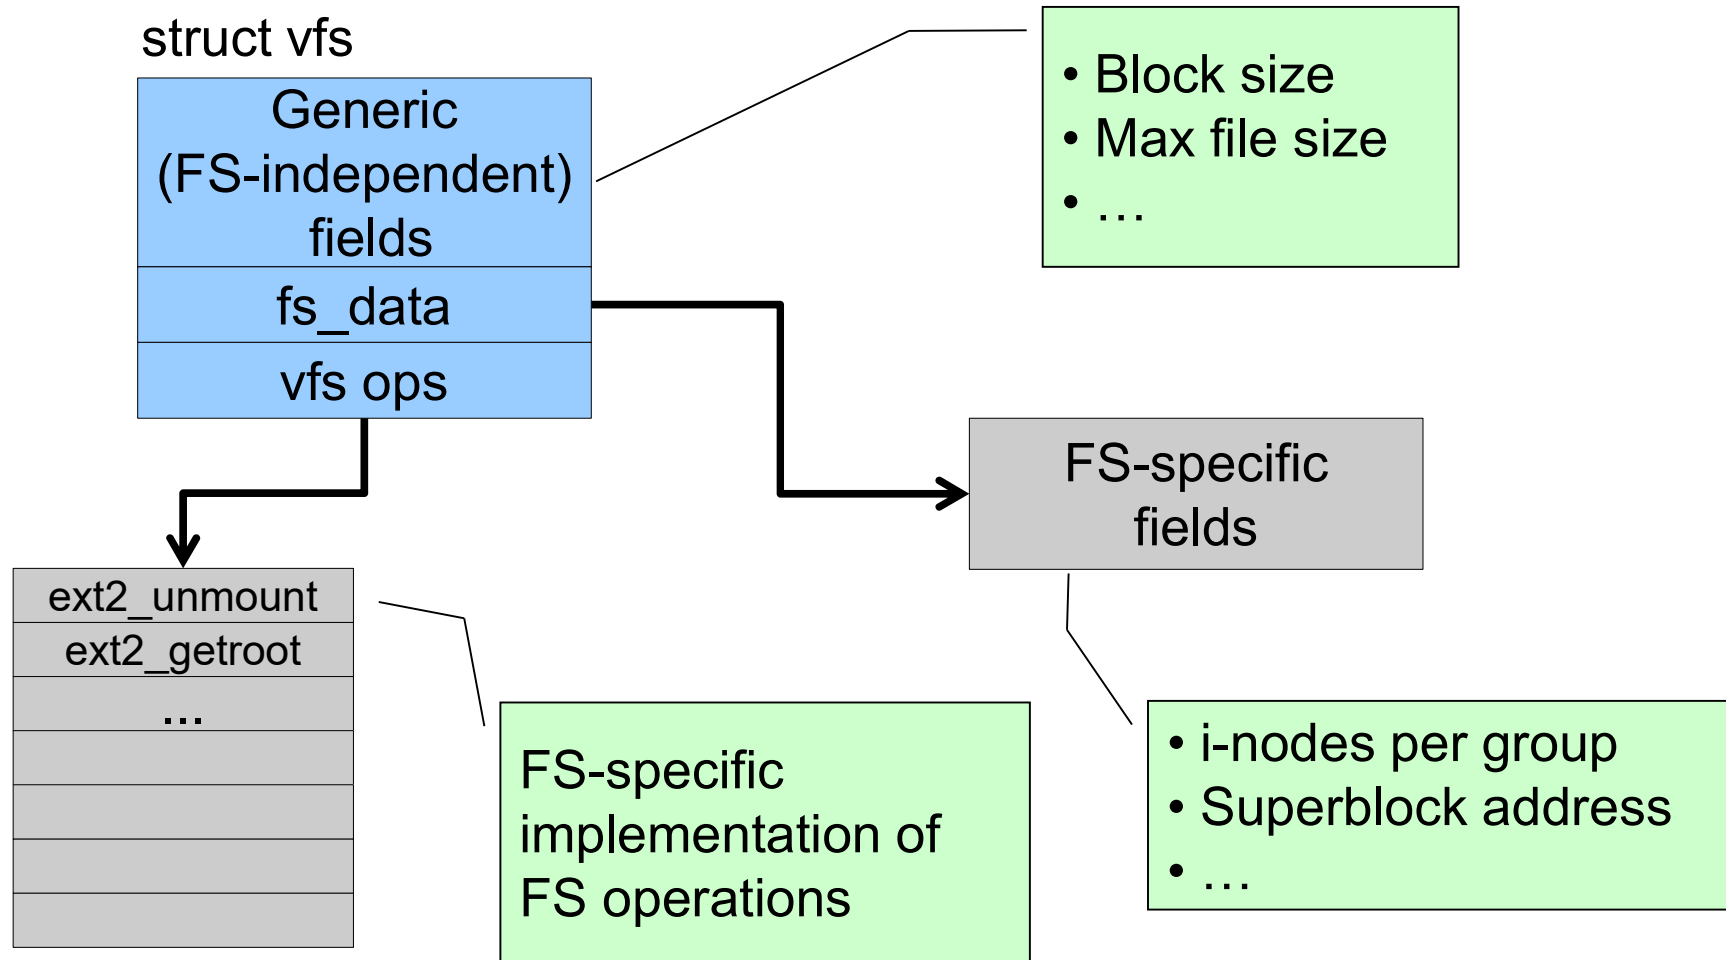 struct vfs
Generic
(FS-independent)
fields
fs_data
vfs ops
• Block size
• Max file size
• …
FS-specific
fields
ext2_unmount
ext2_getroot
...
FS-specific
implementation of
FS operations
• i-nodes per group
• Superblock address
• …